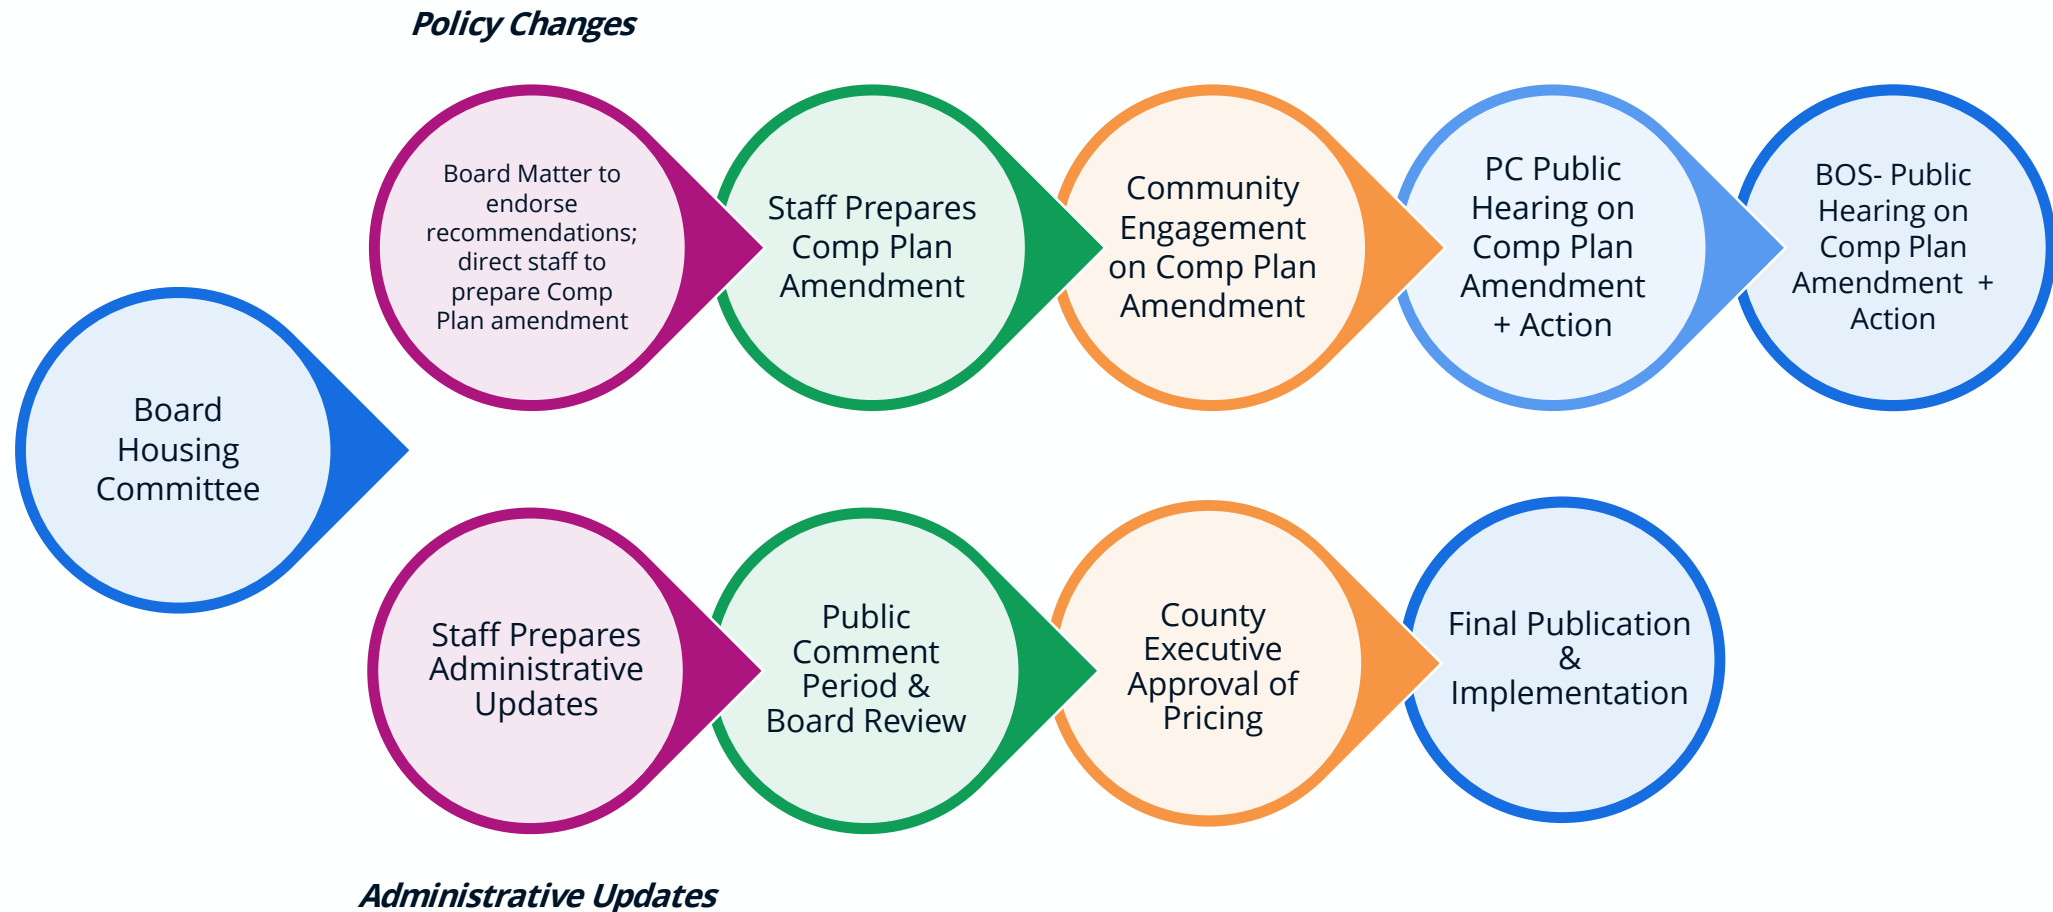 Policy Changes
Board
Housing
Committee
Board Matter to
endorse
recommendations;
direct staff to
prepare Comp
Plan amendment
Staff Prepares
Comp Plan
Amendment
Community
Engagement
on Comp Plan
Amendment
PC Public
Hearing on
Comp Plan
Amendment
+ Action
BOS- Public
Hearing on
Comp Plan
Amendment +
Action
Staff Prepares
Administrative
Updates
Public
Comment
Period &
Board Review
County
Executive
Approval of
Pricing
Final Publication
&
Implementation
Administrative Updates